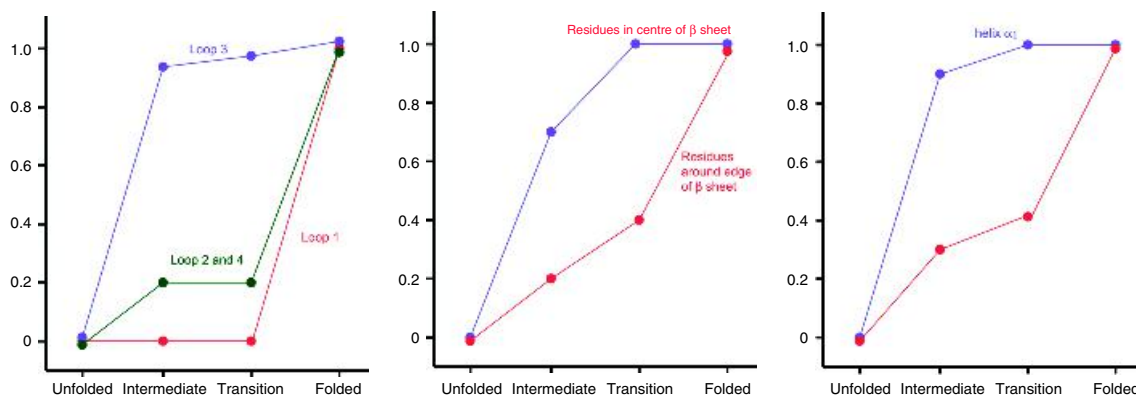 1.0
0.8
0.6
0.4
0.2
0
Loop 3
Loop 2 and 4
Loop 1
Unfolded Intermediate Transition Folded
1.0
0.8
0.6
0.4
0.2
0
Residues in centre of β sheet
Residues
around edge
of β sheet
Unfolded Intermediate Transition Folded
1.0
0.8
0.6
0.4
0.2
0
helix α1
Unfolded Intermediate Transition Folded